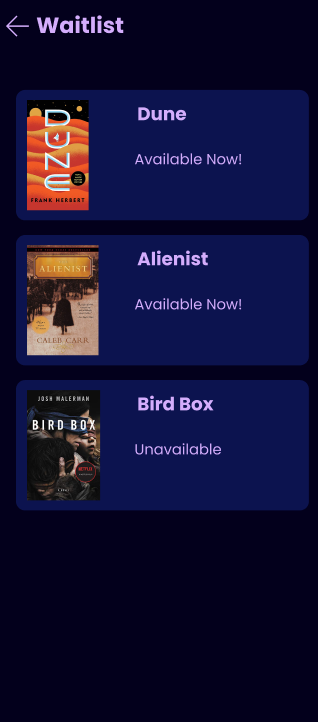 Waitlist
DUNE
FRANK HERBERT
Dune
Available Now!
ALIENIST
CALEB CARR
Alienist
Available Now!
JOSH MALERMAN
BIRD BOX
NETFLIX
Bird Box
Unavailable